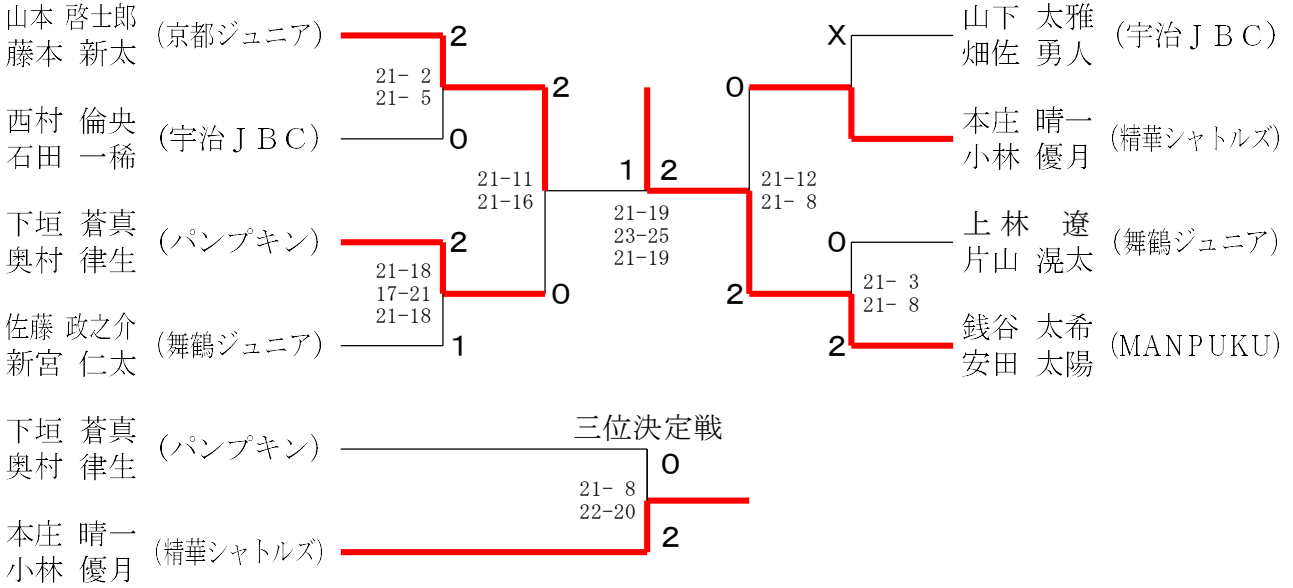 山本 啓士郎
藤本 新太
(京都ジュニア)
2
21- 2
21- 5
西村 倫央
石田 一稀
(宇治ＪＢＣ)
0
2
21-11
21-16
下垣 蒼真
奥村 律生
(パンプキン)
2
21-18
17-21
21-18
0
佐藤 政之介
新宮 仁太
(舞鶴ジュニア)
1
1 2
21-19
23-25
21-19
山下 太雅
畑佐 勇人
(宇治ＪＢＣ)
X
0
本庄 晴一
小林 優月
(精華シャトルズ)
21-12
21- 8
上林 遼
片山 滉太
(舞鶴ジュニア)
0
21- 3
21- 8
2
銭谷 太希
安田 太陽
(MANPUKU)
2
三位決定戦
下垣 蒼真
奥村 律生
(パンプキン)
0
21- 8
22-20
本庄 晴一
小林 優月
(精華シャトルズ)
2